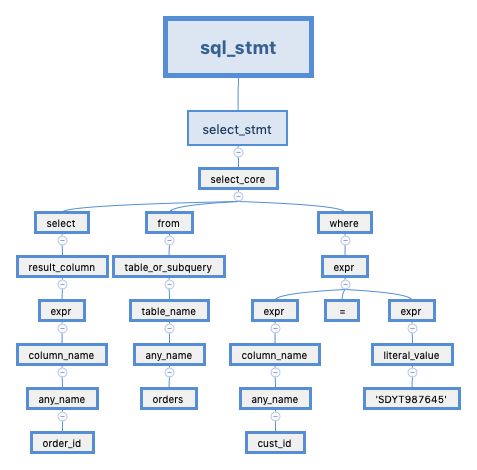 sql_stmt
select_stmt
select_core
select from where
result_column table_or_subquery expr
expr table_name expr = expr
column_name any_name column_name literal_value
any_name orders any_name 'SDYT987645'
order_id cust_id